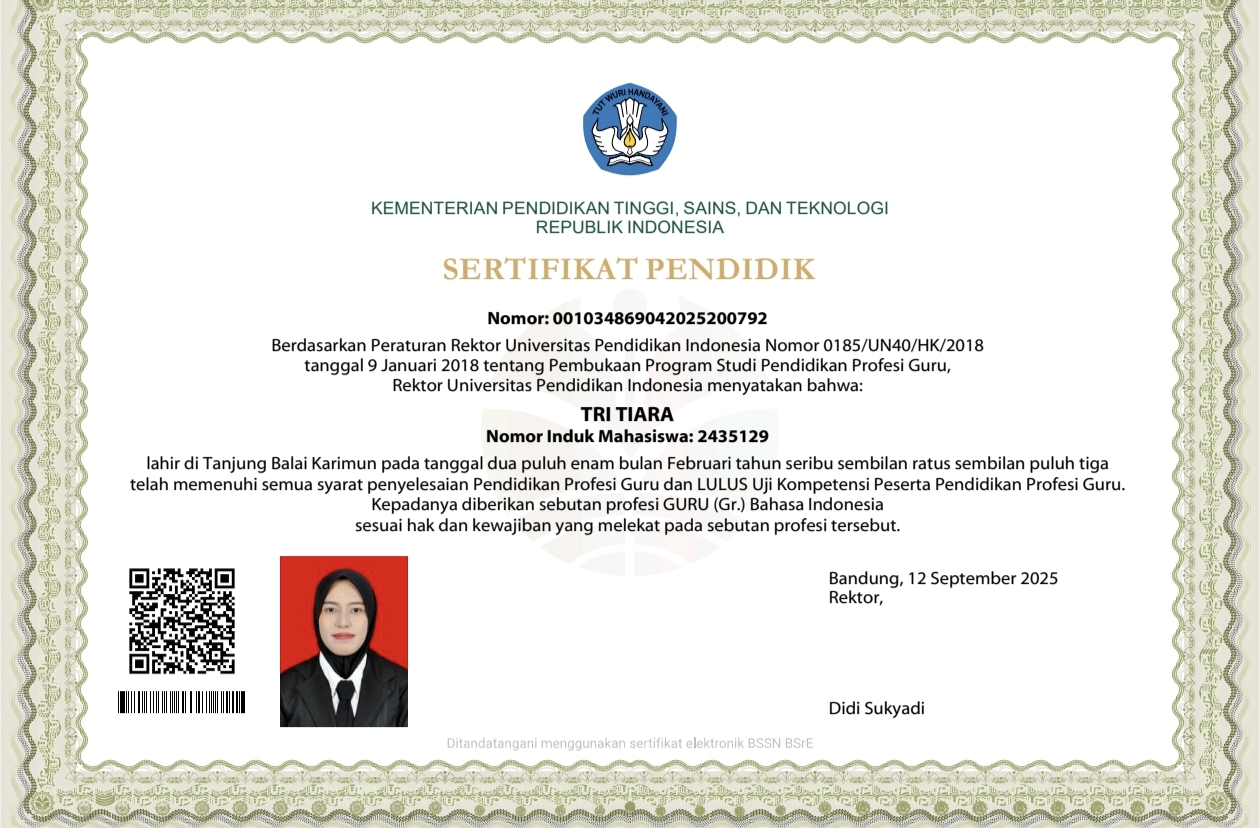 TUT WURI HANDAYANI
KEMENTERIAN PENDIDIKAN TINGGI, SAINS, DAN TEKNOLOGI
REPUBLIK INDONESIA
SERTIFIKAT PENDIDIK
Nomor: 001034869042025200792
Berdasarkan Peraturan Rektor Universitas Pendidikan Indonesia Nomor 0185/UN40/HK/2018
tanggal 9 Januari 2018 tentang Pembukaan Program Studi Pendidikan Profesi Guru,
Rektor Universitas Pendidikan Indonesia menyatakan bahwa:
TRI TIARA
Nomor Induk Mahasiswa: 2435129
lahir di Tanjung Balai Karimun pada tanggal dua puluh enam bulan Februari tahun seribu sembilan ratus sembilan puluh tiga
telah memenuhi semua syarat penyelesaian Pendidikan Profesi Guru dan LULUS Uji Kompetensi Peserta Pendidikan Profesi Guru.
Kepadanya diberikan sebutan profesi GURU (Gr.) Bahasa Indonesia
sesuai hak dan kewajiban yang melekat pada sebutan profesi tersebut.
Bandung, 12 September 2025
Rektor,
Didi Sukyadi
Ditandatangani menggunakan sertifikat elektronik BSSN BSrE